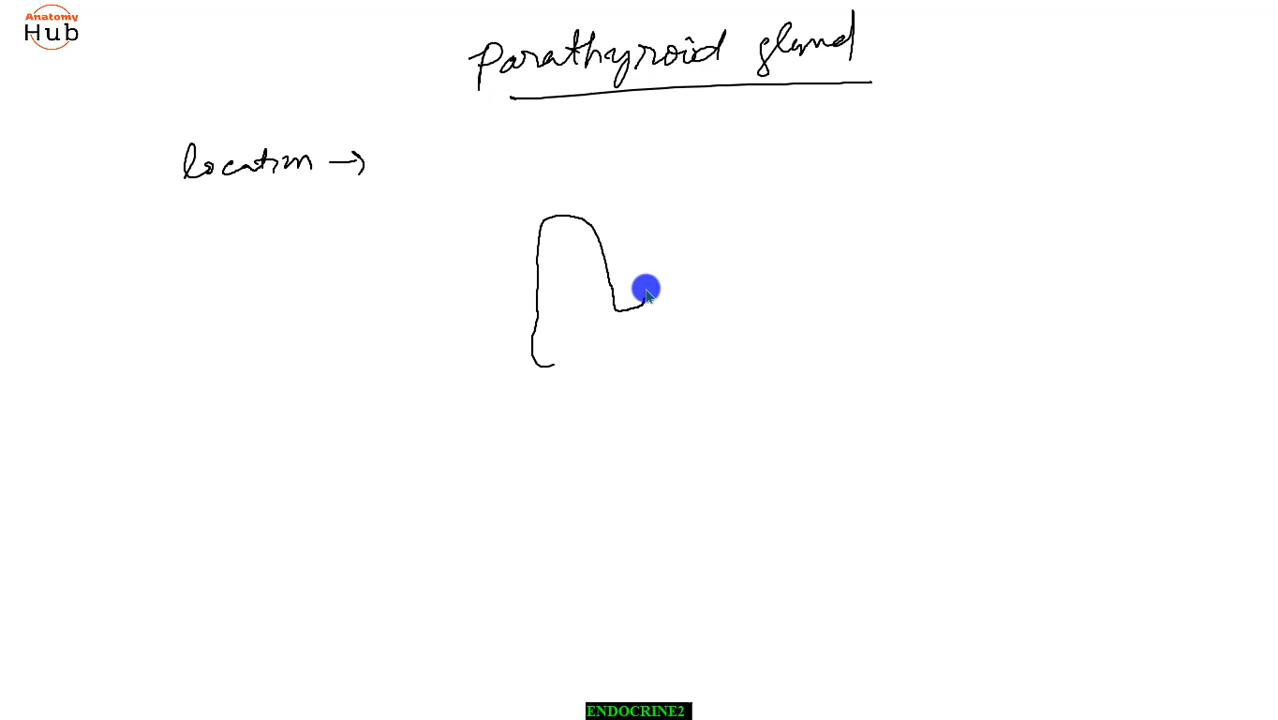 Anatomy
Hub
Parathyroid gland
location →
ENDOCRINE2